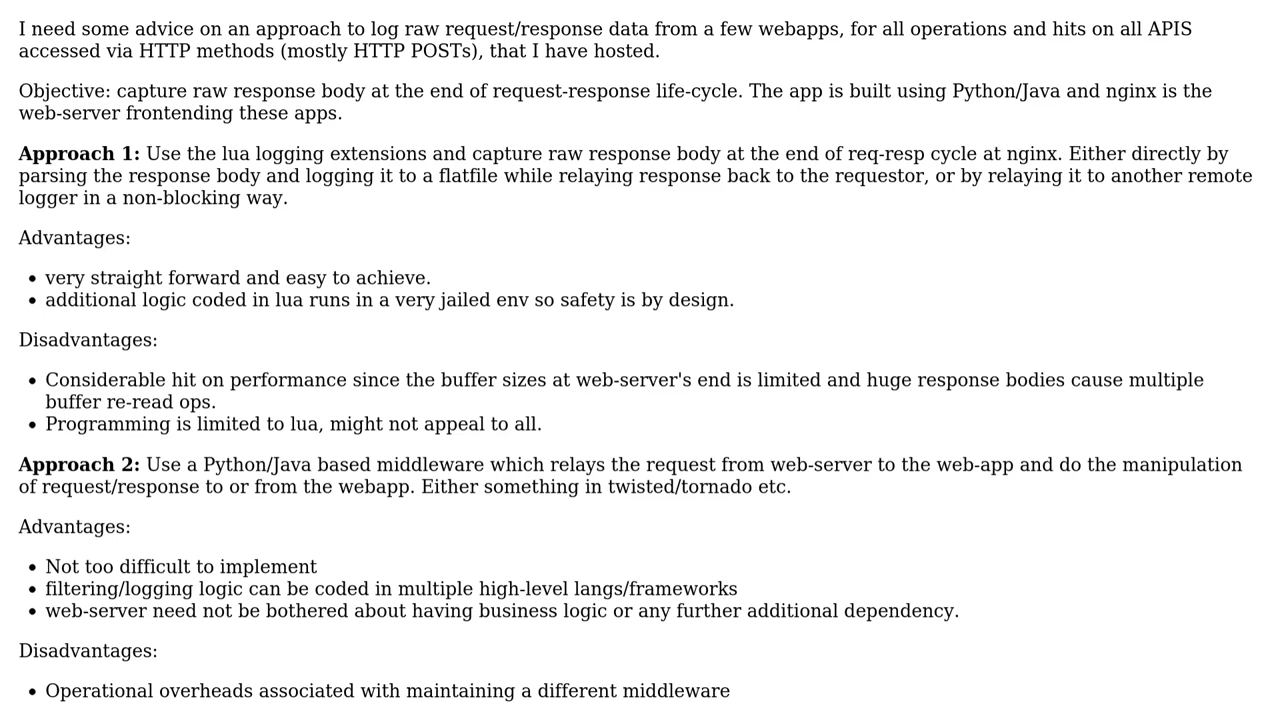 I need some advice on an approach to log raw request/response data from a few webapps, for all operations and hits on all APIS
accessed via HTTP methods (mostly HTTP POSTs), that I have hosted.
Objective: capture raw response body at the end of request-response life-cycle. The app is built using Python/Java and nginx is the
web-server frontending these apps.
Approach 1: Use the lua logging extensions and capture raw response body at the end of req-resp cycle at nginx. Either directly by
parsing the response body and logging it to a flatfile while relaying response back to the requestor, or by relaying it to another remote
logger in a non-blocking way.
Advantages:
• very straight forward and easy to achieve.
• additional logic coded in lua runs in a very jailed env so safety is by design.
Disadvantages:
• Considerable hit on performance since the buffer sizes at web-server's end is limited and huge response bodies cause multiple
buffer re-read ops.
• Programming is limited to lua, might not appeal to all.
Approach 2: Use a Python/Java based middleware which relays the request from web-server to the web-app and do the manipulation
of request/response to or from the webapp. Either something in twisted/tornado etc.
Advantages:
• Not too difficult to implement
• filtering/logging logic can be coded in multiple high-level langs/frameworks
• web-server need not be bothered about having business logic or any further additional dependency.
Disadvantages:
• Operational overheads associated with maintaining a different middleware